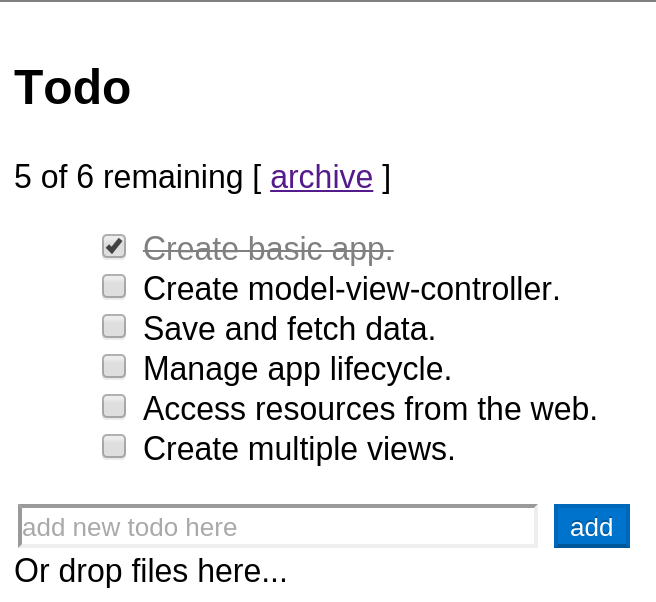 Todo
5 of 6 remaining [ archive ]
Create basic app.
Create model-view-controller.
Save and fetch data.
Manage app lifecycle.
Access resources from the web.
Create multiple views.
add new todo here add
Or drop files here...